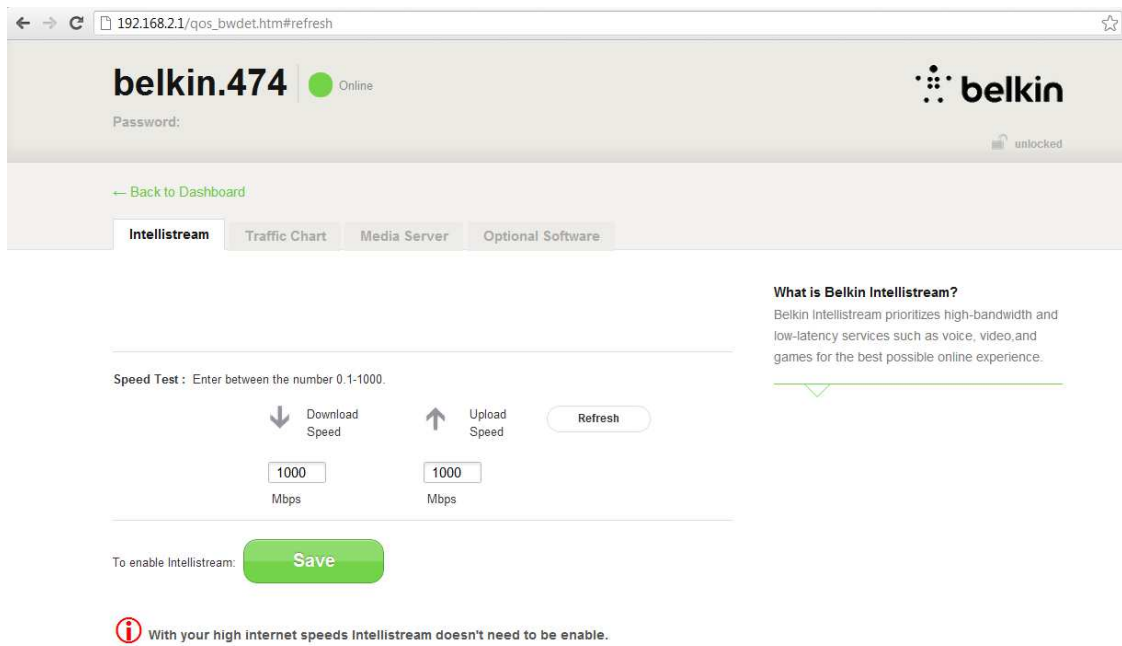 192.168.2.1/qos_bwdet.htm#refresh
belkin.474 Online
belkin
Password:
unlocked
← Back to Dashboard
Intellistream Traffic Chart Media Server Optional Software
What is Belkin Intellistream?
Belkin Intellistream prioritizes high-bandwidth and
low-latency services such as voice, video,and
games for the best possible online experience.
Speed Test : Enter between the number 0.1-1000.
Download
Speed
Upload
Speed
Refresh
1000
Mbps
1000
Mbps
To enable Intellistream: Save
With your high internet speeds Intellistream doesn't need to be enable.